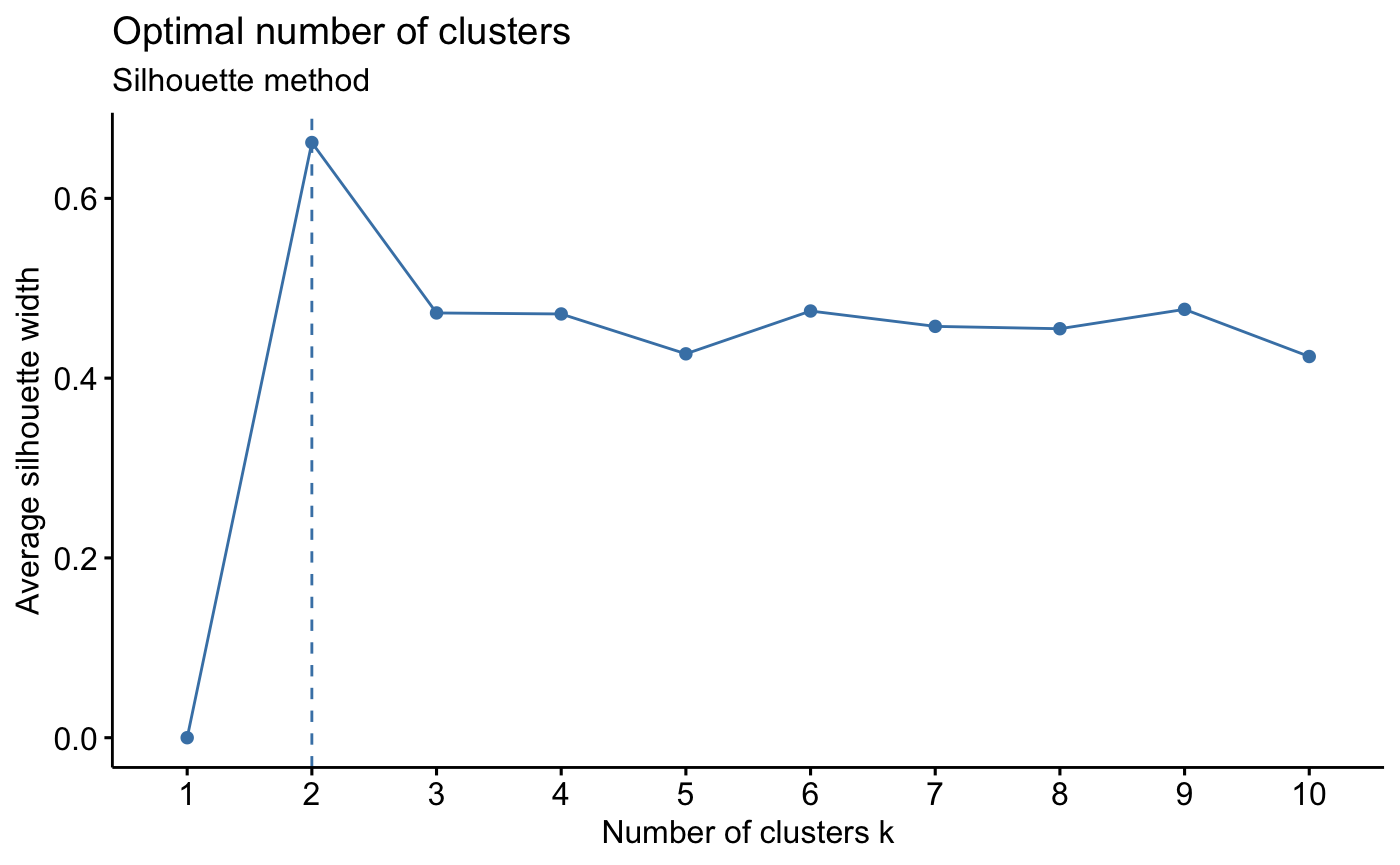 Optimal number of clusters
Silhouette method
Average silhouette width
0.6
0.4
0.2
0.0
1 2 3 4 5 6 7 8 9 10
Number of clusters k